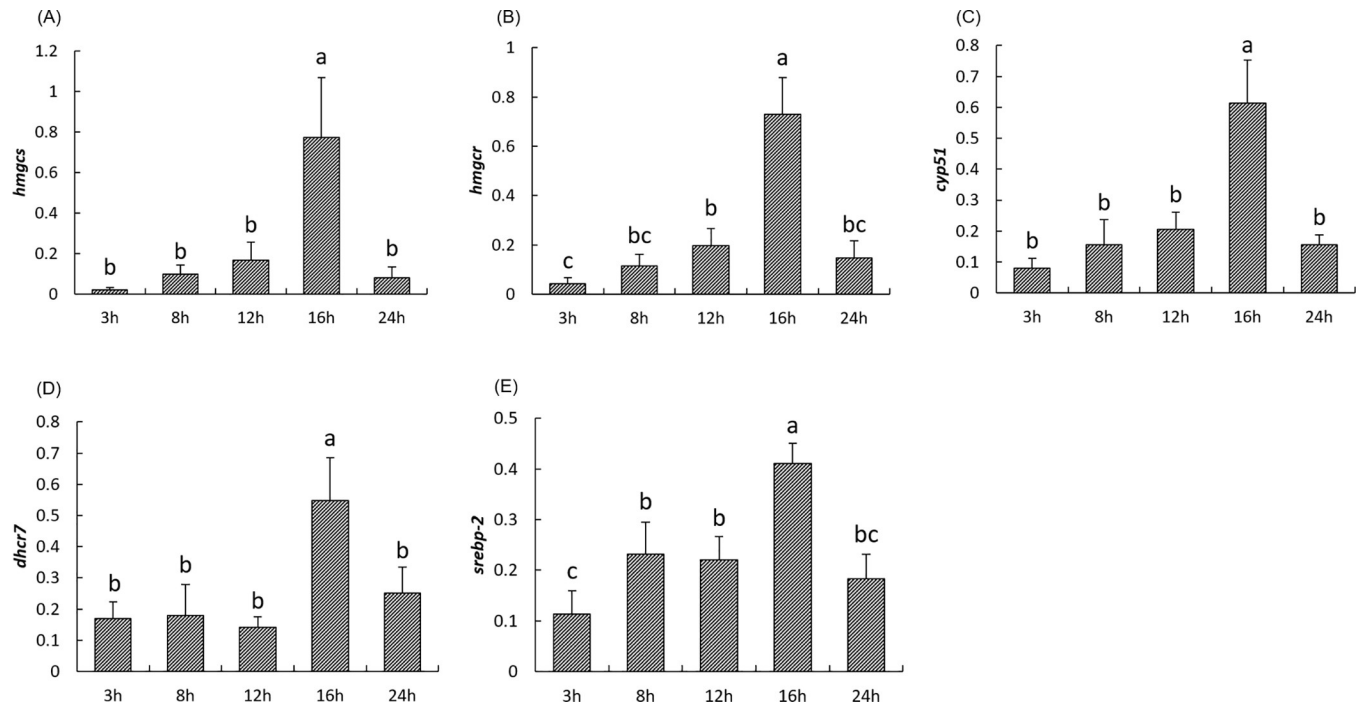 (A)
hmgcs
1.2
1
0.8
0.6
0.4
0.2
0
b
b
b
a
b
3h 8h 12h 16h 24h
(B)
hmgcr
1
0.8
0.6
0.4
0.2
0
c
bc
b
a
bc
3h 8h 12h 16h 24h
(C)
cyp51
0.8
0.7
0.6
0.5
0.4
0.3
0.2
0.1
0
b
b
b
a
b
3h 8h 12h 16h 24h
(D)
dhcr7
0.8
0.7
0.6
0.5
0.4
0.3
0.2
0.1
0
b
b
b
a
b
3h 8h 12h 16h 24h
(E)
srebp-2
0.5
0.4
0.3
0.2
0.1
0
c
b
b
a
bc
3h 8h 12h 16h 24h